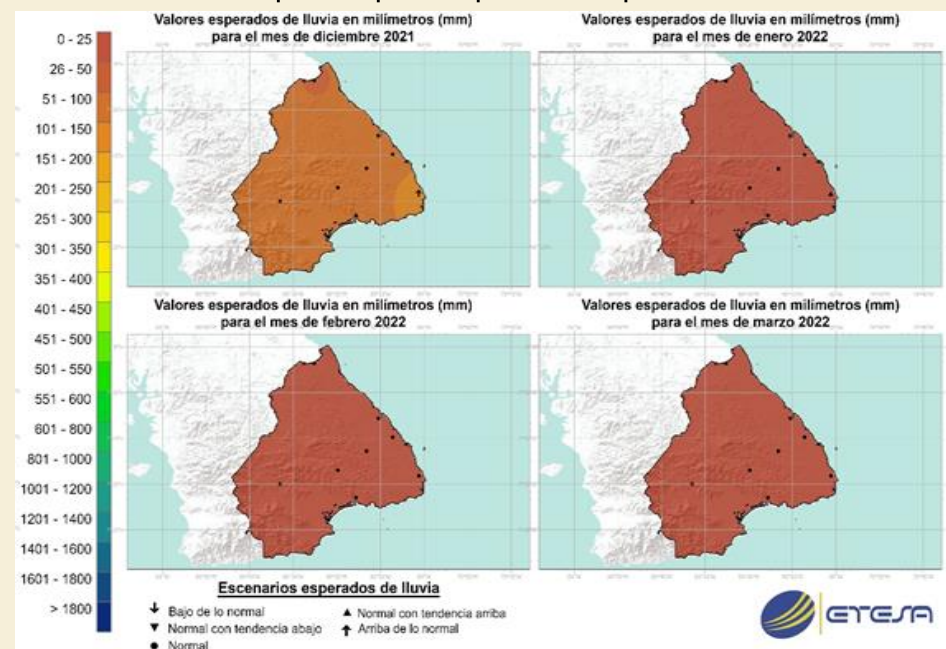 Valores esperados de lluvia en milímetros (mm)
para el mes de diciembre 2021
Valores esperados de lluvia en milímetros (mm)
para el mes de enero 2022
0 - 25
26 - 50
51 - 100
101 - 150
151 - 200
201 - 250
251 - 300
301 - 350
351 - 400
401 - 450
451 - 500
501 - 550
551 - 600
601 - 800
801 - 1000
1001 - 1200
1201 - 1400
1401 - 1600
1601 - 1800
> 1800
Valores esperados de lluvia en milímetros (mm)
para el mes de febrero 2022
Valores esperados de lluvia en milímetros (mm)
para el mes de marzo 2022
Escenarios esperados de lluvia
Bajo de lo normal
Normal con tendencia abajo
Normal
Normal con tendencia arriba
Arriba de lo normal
ETESA